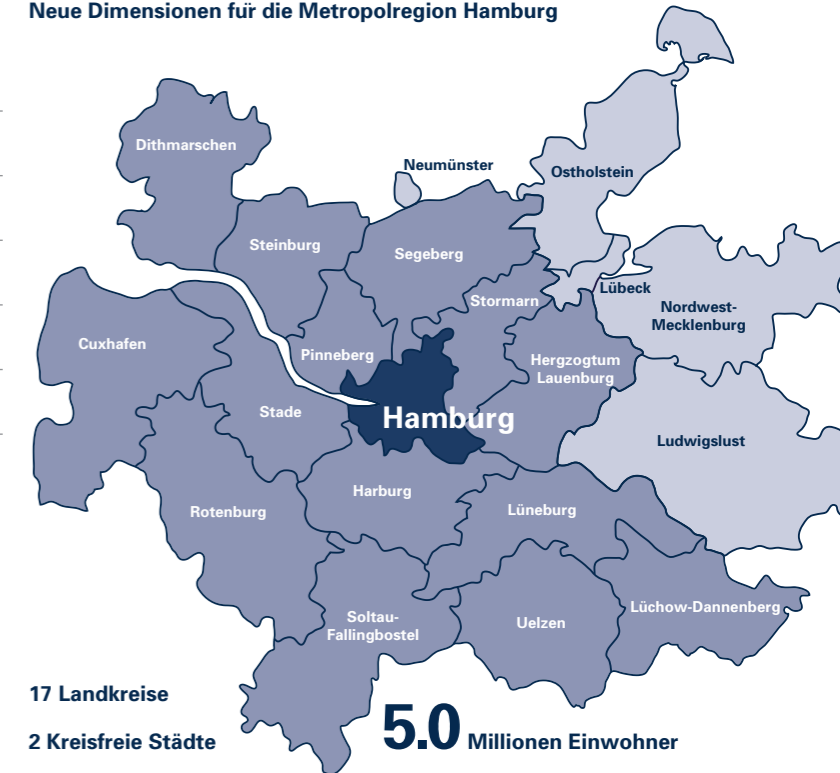 Neue Dimensionen für die Metropolregion Hamburg
Dithmarschen
Neumünster
Ostholstein
Steinburg
Segeberg
Stormarn
Lübeck
Nordwest-
Mecklenburg
Cuxhafen
Pinneberg
Hergzogtum
Lauenburg
Stade
Hamburg
Ludwigslust
Harburg
Rotenburg
Lüneburg
Soltau-
Fallingbostel
Uelzen
Lüchow-Dannenberg
17 Landkreise
2 Kreisfreie Städte
5.0 Millionen Einwohner